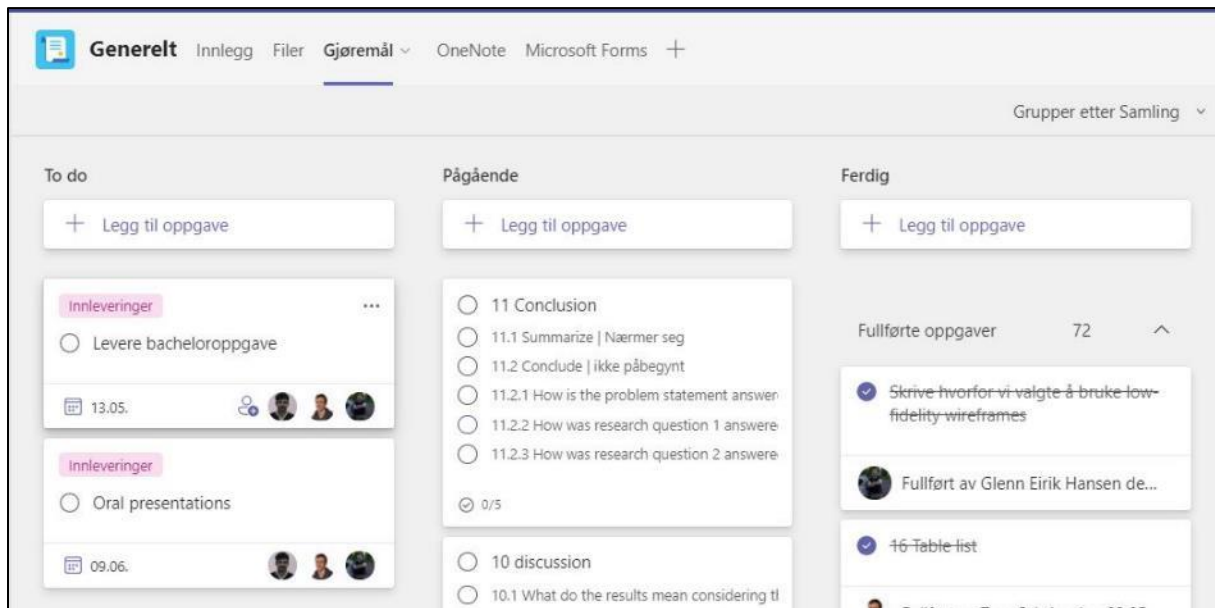 Generelt Innlegg Filer Gjøremål OneNote Microsoft Forms
Grupper etter Samling
To do
Legg til oppgave
Innleveringer
Levere bacheloroppgave
13.05.
Innleveringer
Oral presentations
09.06.
Pågående
Legg til oppgave
11 Conclusion
11.1 Summarize | Nærmer seg
11.2 Conclude | ikke påbegynt
11.2.1 How is the problem statement answer
11.2.2 How was research question 1 answere
11.2.3 How was research question 2 answere
0/5
10 discussion
10.1 What do the results mean considering th
Ferdig
Legg til oppgave
Fullførte oppgaver 72
Skrive hvorfor vi valgte å bruke low-
fidelity wireframes
Fullført av Glenn Eirik Hansen de...
16 Table list